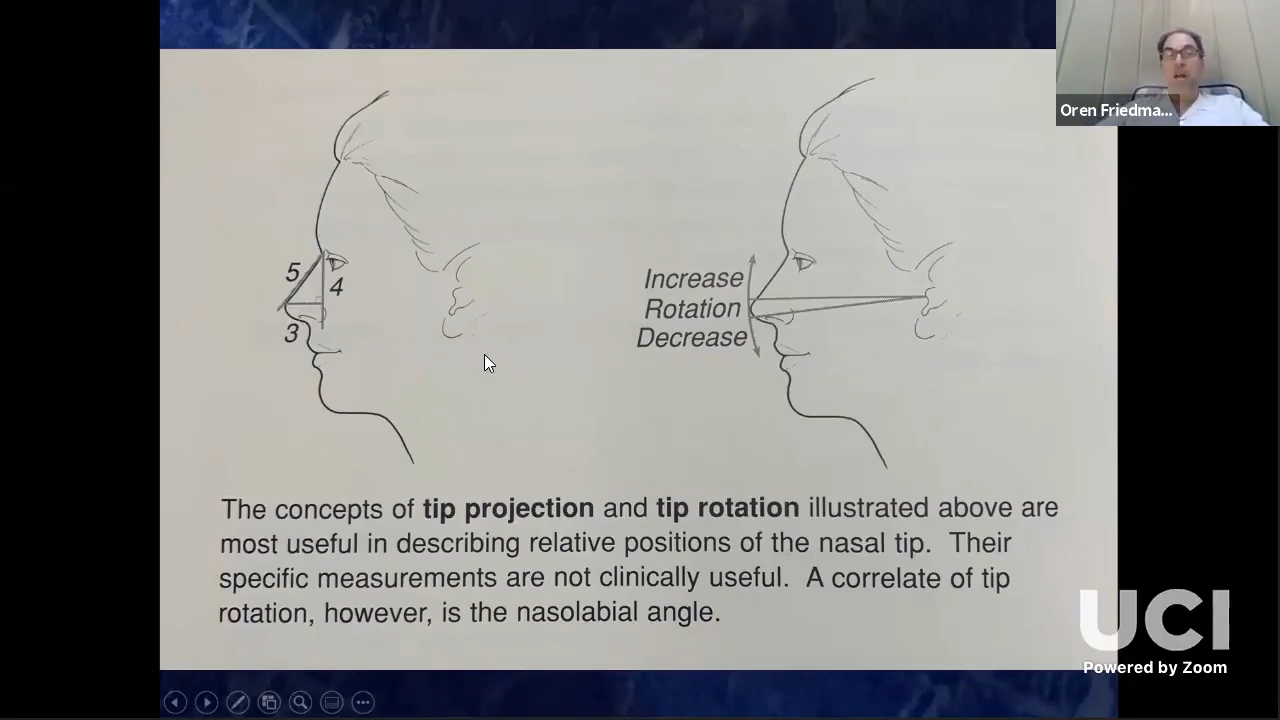 Oren Friedma...
5
4
3
Increase
Rotation
Decrease
The concepts of tip projection and tip rotation illustrated above are
most useful in describing relative positions of the nasal tip. Their
specific measurements are not clinically useful. A correlate of tip
rotation, however, is the nasolabial angle.
UCI
Powered by Zoom